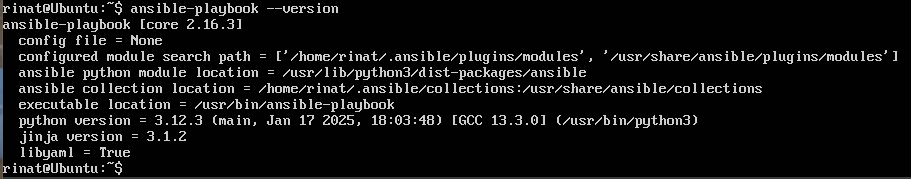 rinat@Ubuntu:~$ ansible-playbook --version
ansible-playbook [core 2.16.3]
  config file = None
  configured module search path = ['/home/rinat/.ansible/plugins/modules', '/usr/share/ansible/plugins/modules']
  ansible python module location = /usr/lib/python3/dist-packages/ansible
  ansible collection location = /home/rinat/.ansible/collections:/usr/share/ansible/collections
  executable location = /usr/bin/ansible-playbook
  python version = 3.12.3 (main, Jan 17 2025, 18:03:48) [GCC 13.3.0] (/usr/bin/python3)
  jinja version = 3.1.2
  libyaml = True
rinat@Ubuntu:~$